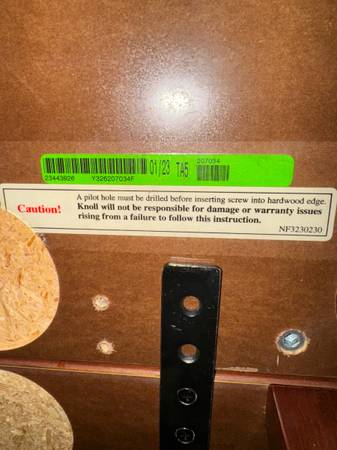 01/23 TA5 207034
23443926 Y326207034F
Caution!
A pilot hole must be drilled before inserting screw into hardwood edge.
Knoll will not be responsible for damage or warranty issues
rising from a failure to follow this instruction.
NF3230230